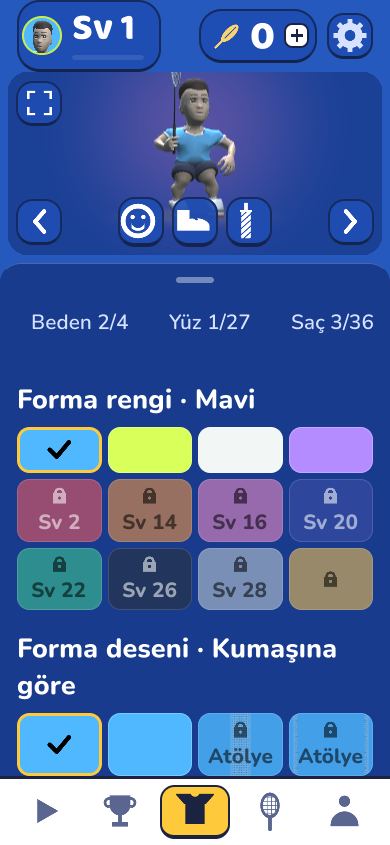 Sv 1
0
Beden 2/4 Yüz 1/27 Saç 3/36
Forma rengi · Mavi
Sv 2 Sv 14 Sv 16 Sv 20
Sv 22 Sv 26 Sv 28
Forma deseni · Kumaşına
göre
Atölye Atölye